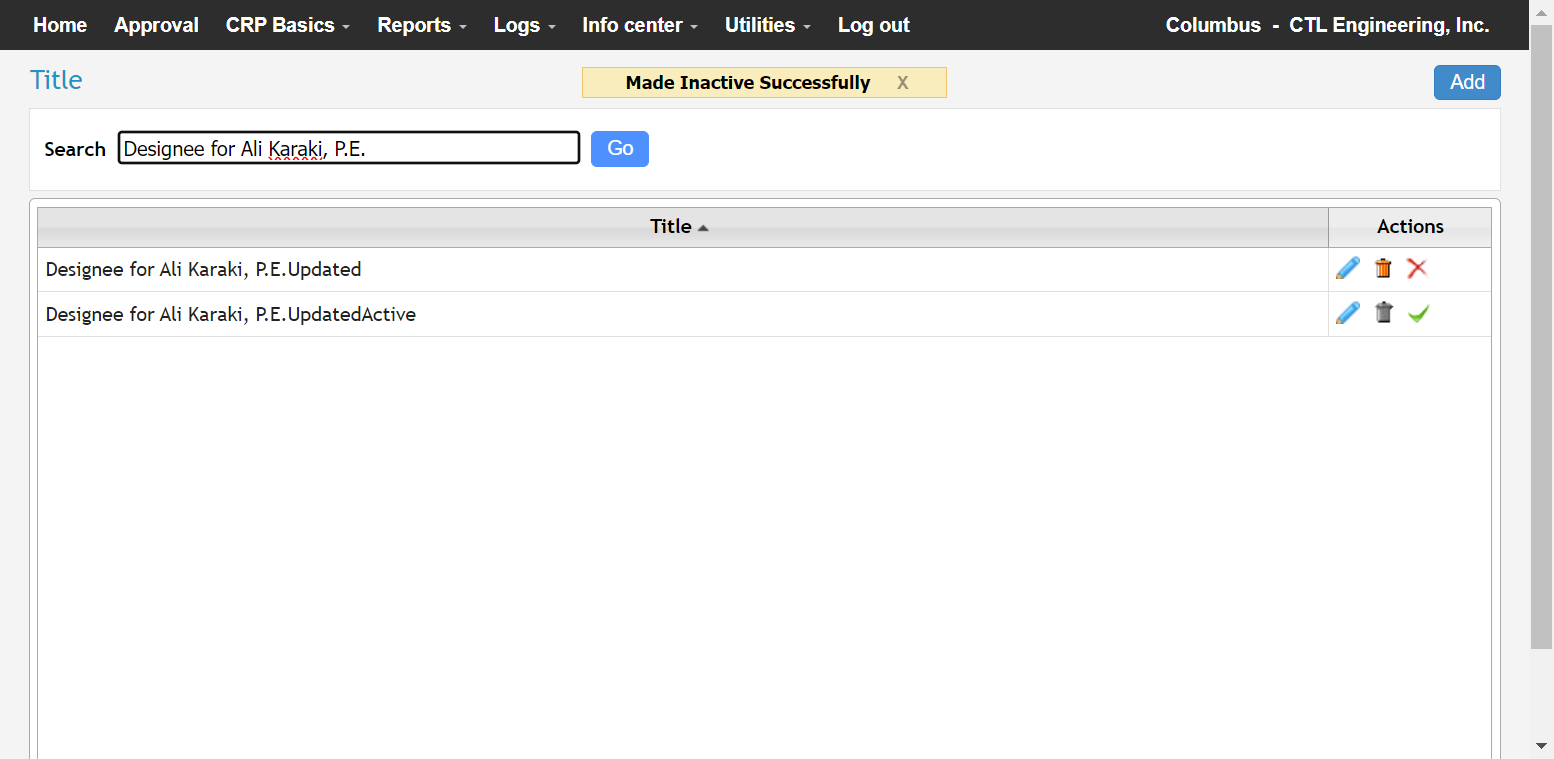 Home Approval CRP Basics Reports Logs Info center Utilities Log out Columbus - CTL Engineering, Inc.
Title Made Inactive Successfully X Add
Search Designee for Ali Karaki, P.E. Go
Title Actions
Designee for Ali Karaki, P.E.Updated
Designee for Ali Karaki, P.E.UpdatedActive